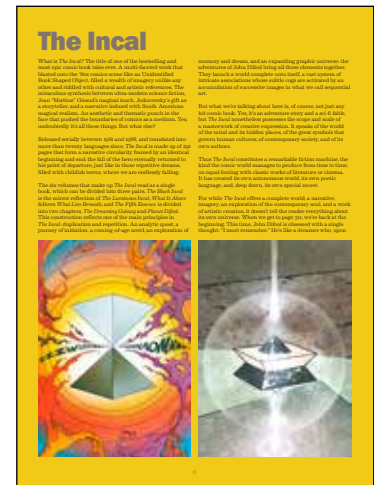 The Incal
What is The Incal? The title of one of the bestselling and
most epic comic book tales ever. A multi-faceted work that
blasted onto the '80s comics scene like an Unidentified
Book Shaped Object, filled a wealth of imagery unlike any
other and riddled with cultural and artistic references. The
miraculous synthesis between ultra-modern science fiction,
Jean "Mœbius" Giraud's magical touch, Jodorowsky's gift as
a storyteller, and a narrative imbued with South American
magical realism. An aesthetic and thematic punch in the
face that pushed the boundaries of comics as a medium. Yes,
undoubtedly it's all these things. But what else?
Released serially between 1981 and 1988, and translated into
more than twenty languages since, The Incal is made up of
pages that form a narrative circularity, framed by an identical
beginning and end: the fall of the hero eternally returned to
his point of departure, just like in those repetitive dreams,
filled with childish terror, where we are endlessly falling.
The six volumes that make up The Incal read as a single
book, which can be divided into three pairs. The Black Incal
is the mirror reflection of The Luminous Incal; What Is Above
follows What Lies Beneath; and The Fifth Essence is divided
into two chapters, The Dreaming Galaxy and Planet Difool.
This construction reflects one of the main principles in
The Incal: duplication and repetition. An analytic quest, a
journey of initiation, a coming-of-age novel, an exploration of
memory and dream, and an expanding graphic universe: the
adventures of John Difool bring all these elements together.
They launch a world complete unto itself, a vast system of
intricate associations whose subtle cogs are activated by an
accumulation of successive images in what we call sequential
art.
But what we're talking about here is, of course, not just any
hit comic book. Yes, it's an adventure story and a sci-fi fable,
but The Incal nonetheless possesses the scope and scale of
a masterwork of creative expression. It speaks of the world
of the mind and its hidden places, of the great symbols that
govern human cultures, of contemporary society, and of its
own authors.
Thus The Incal constitutes a remarkable fiction machine, the
kind the comic world manages to produce from time to time,
on equal footing with classic works of literature or cinema.
It has created its own autonomous world, its own poetic
language, and, deep down, its own special secret.
For while The Incal offers a complete world, a narrative,
imagery, an exploration of the contemporary soul, and a work
of artistic creation, it doesn't tell the reader everything about
its own universe. When we get to page we're back at the
beginning. This time, John Difool is obsessed with a single
thought: "I must remember." He's like a dreamer who, upon